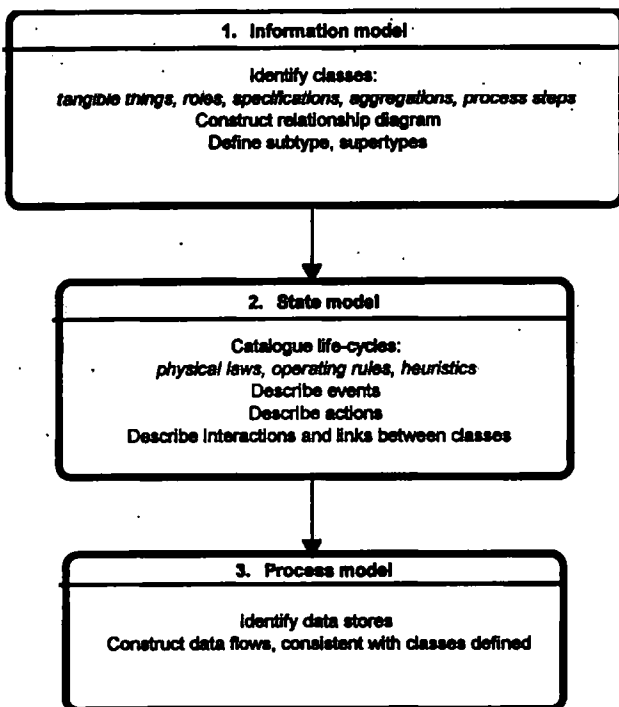 1. Information model
Identify classes:
tangible things, roles, specifications, aggregations, process steps
Construct relationship diagram
Define subtype, supertypes
2. State model
Catalogue life-cycles:
physical laws, operating rules, heuristics
Describe events
Describe actions
Describe interactions and links between classes
3. Process model
Identify data stores
Construct data flows, consistent with classes defined